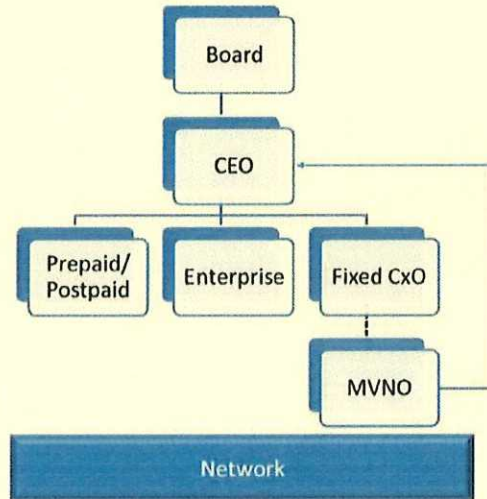 Board
CEO
Prepaid/
Postpaid
Enterprise
Fixed CxO
MVNO
Network